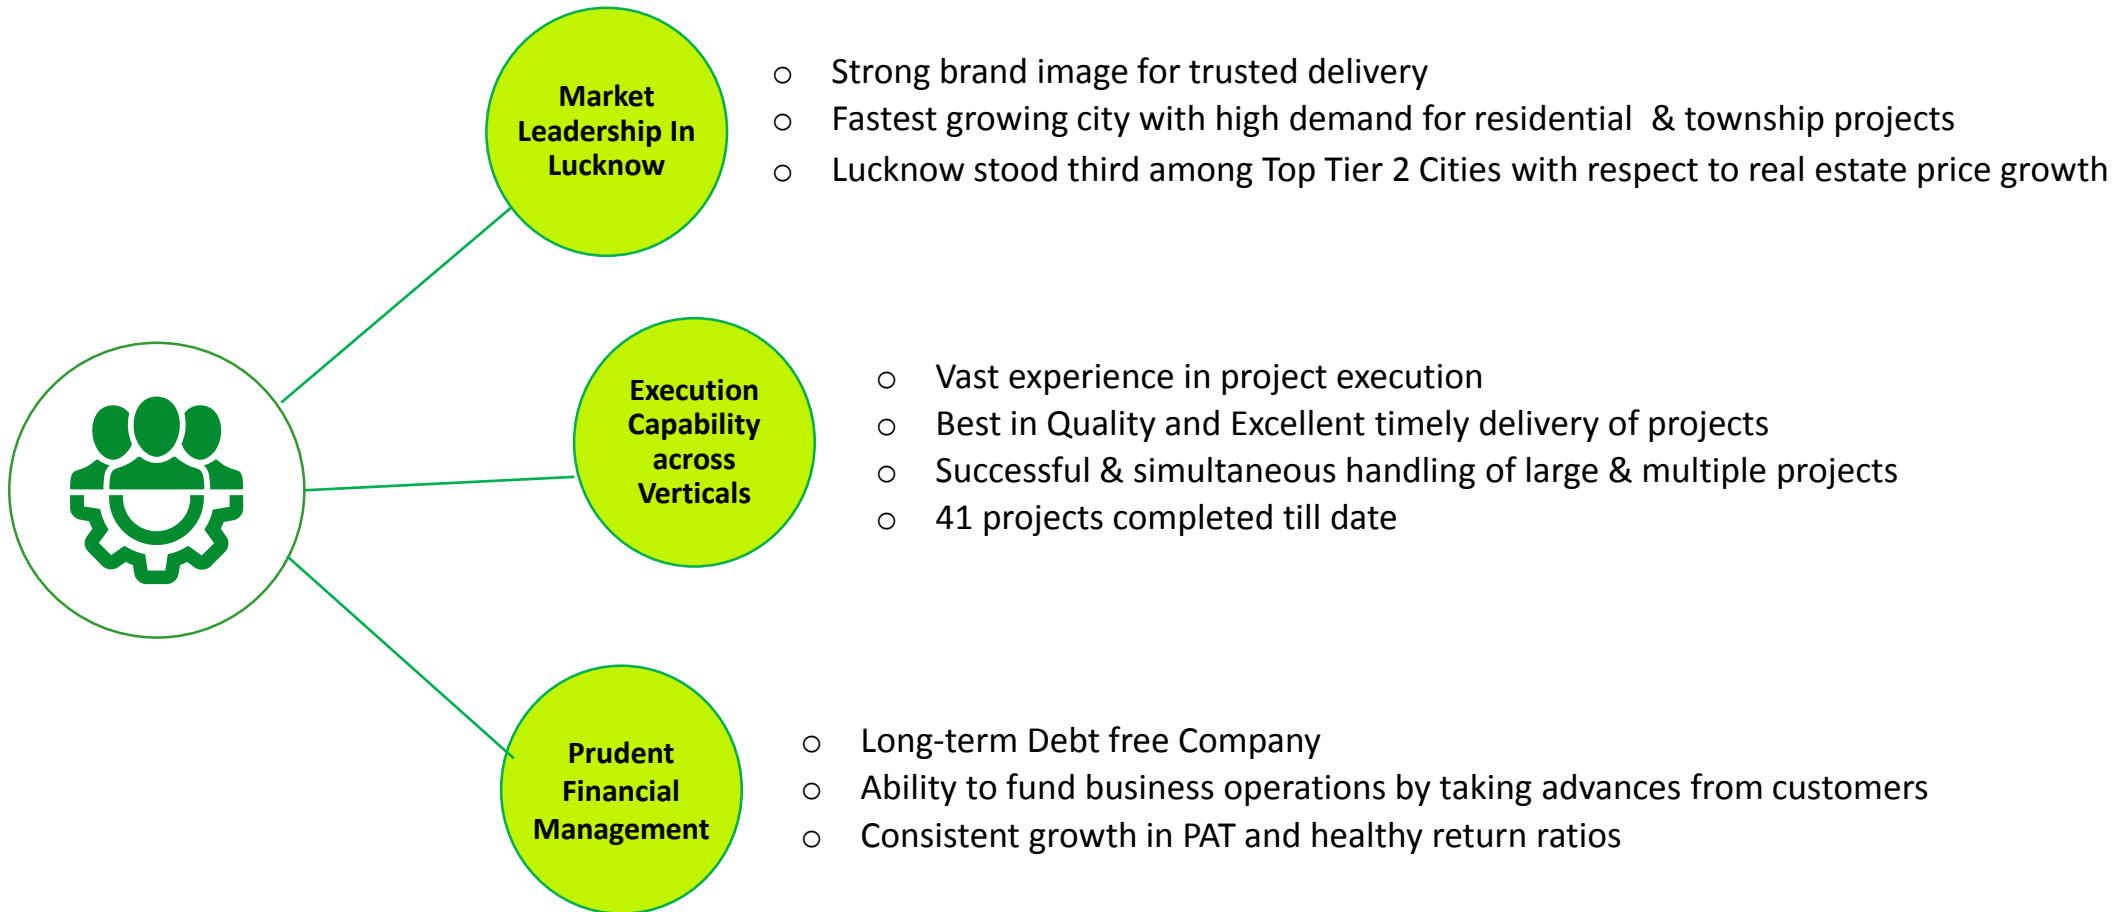 Market
Leadership In
Lucknow
o Strong brand image for trusted delivery
o Fastest growing city with high demand for residential & township projects
o Lucknow stood third among Top Tier 2 Cities with respect to real estate price growth
Execution
Capability
across
Verticals
o Vast experience in project execution
o Best in Quality and Excellent timely delivery of projects
o Successful & simultaneous handling of large & multiple projects
o 41 projects completed till date
Prudent
Financial
Management
o Long-term Debt free Company
o Ability to fund business operations by taking advances from customers
o Consistent growth in PAT and healthy return ratios